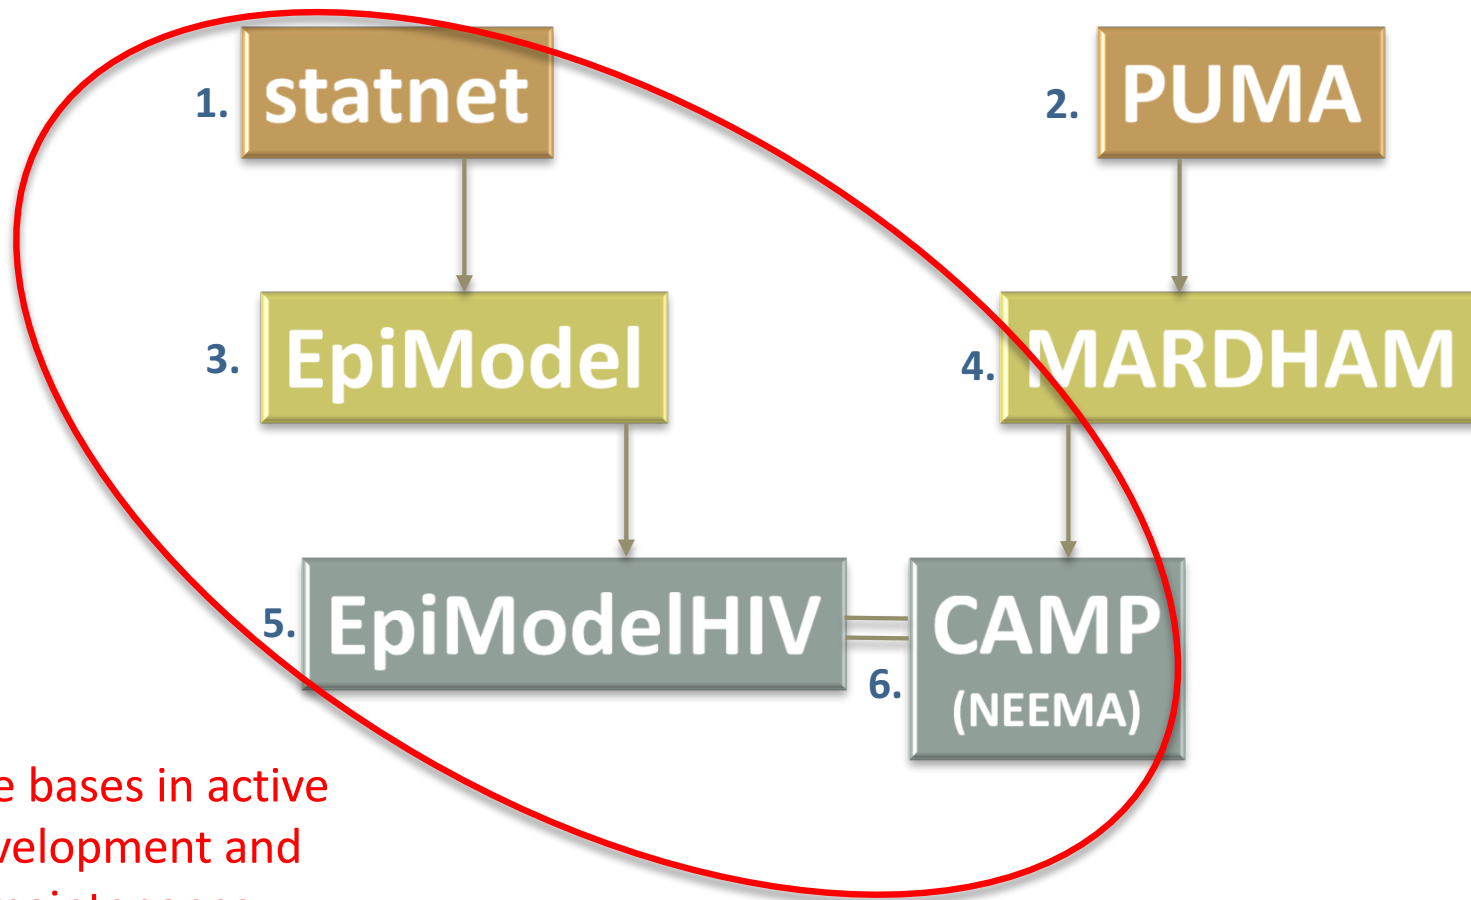 1. statnet
2. PUMA
3. EpiModel
4. MARDHAM
5. EpiModelHIV
6. CAMP
(NEEMA)
e bases in active
velopment and